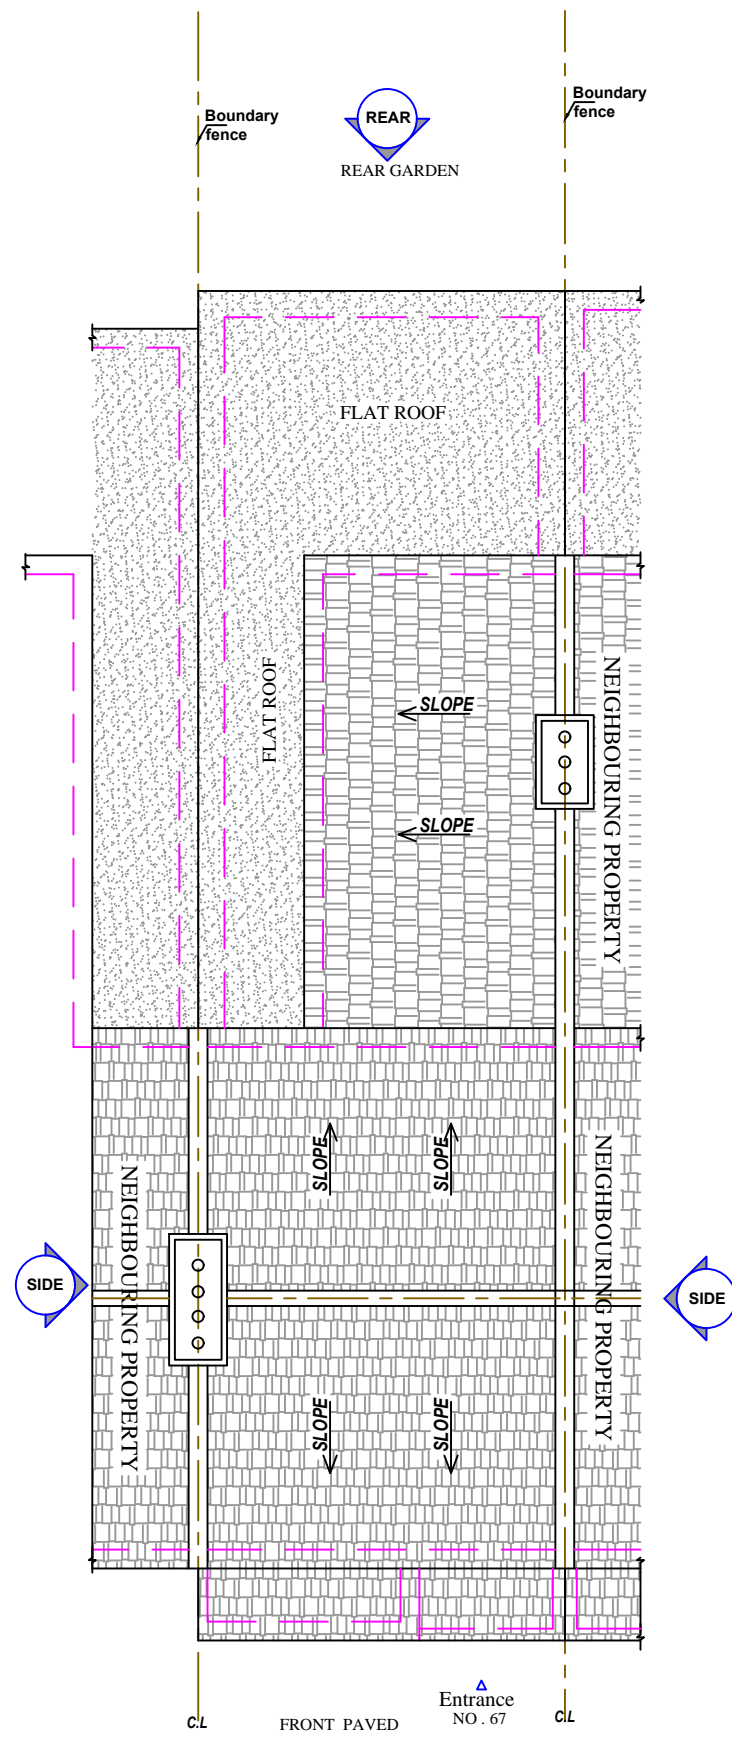 Boundary
fence
REAR
Boundary
fence
REAR GARDEN
FLAT ROOF
FLAT ROOF
SLOPE
SLOPE
NEIGHBOURING PROPERTY
SLOPE
SLOPE
NEIGHBOURING PROPERTY
NEIGHBOURING PROPERTY
SIDE
SIDE
SLOPE
SLOPE
Entrance
NO . 67
C.L
FRONT PAVED
C.L